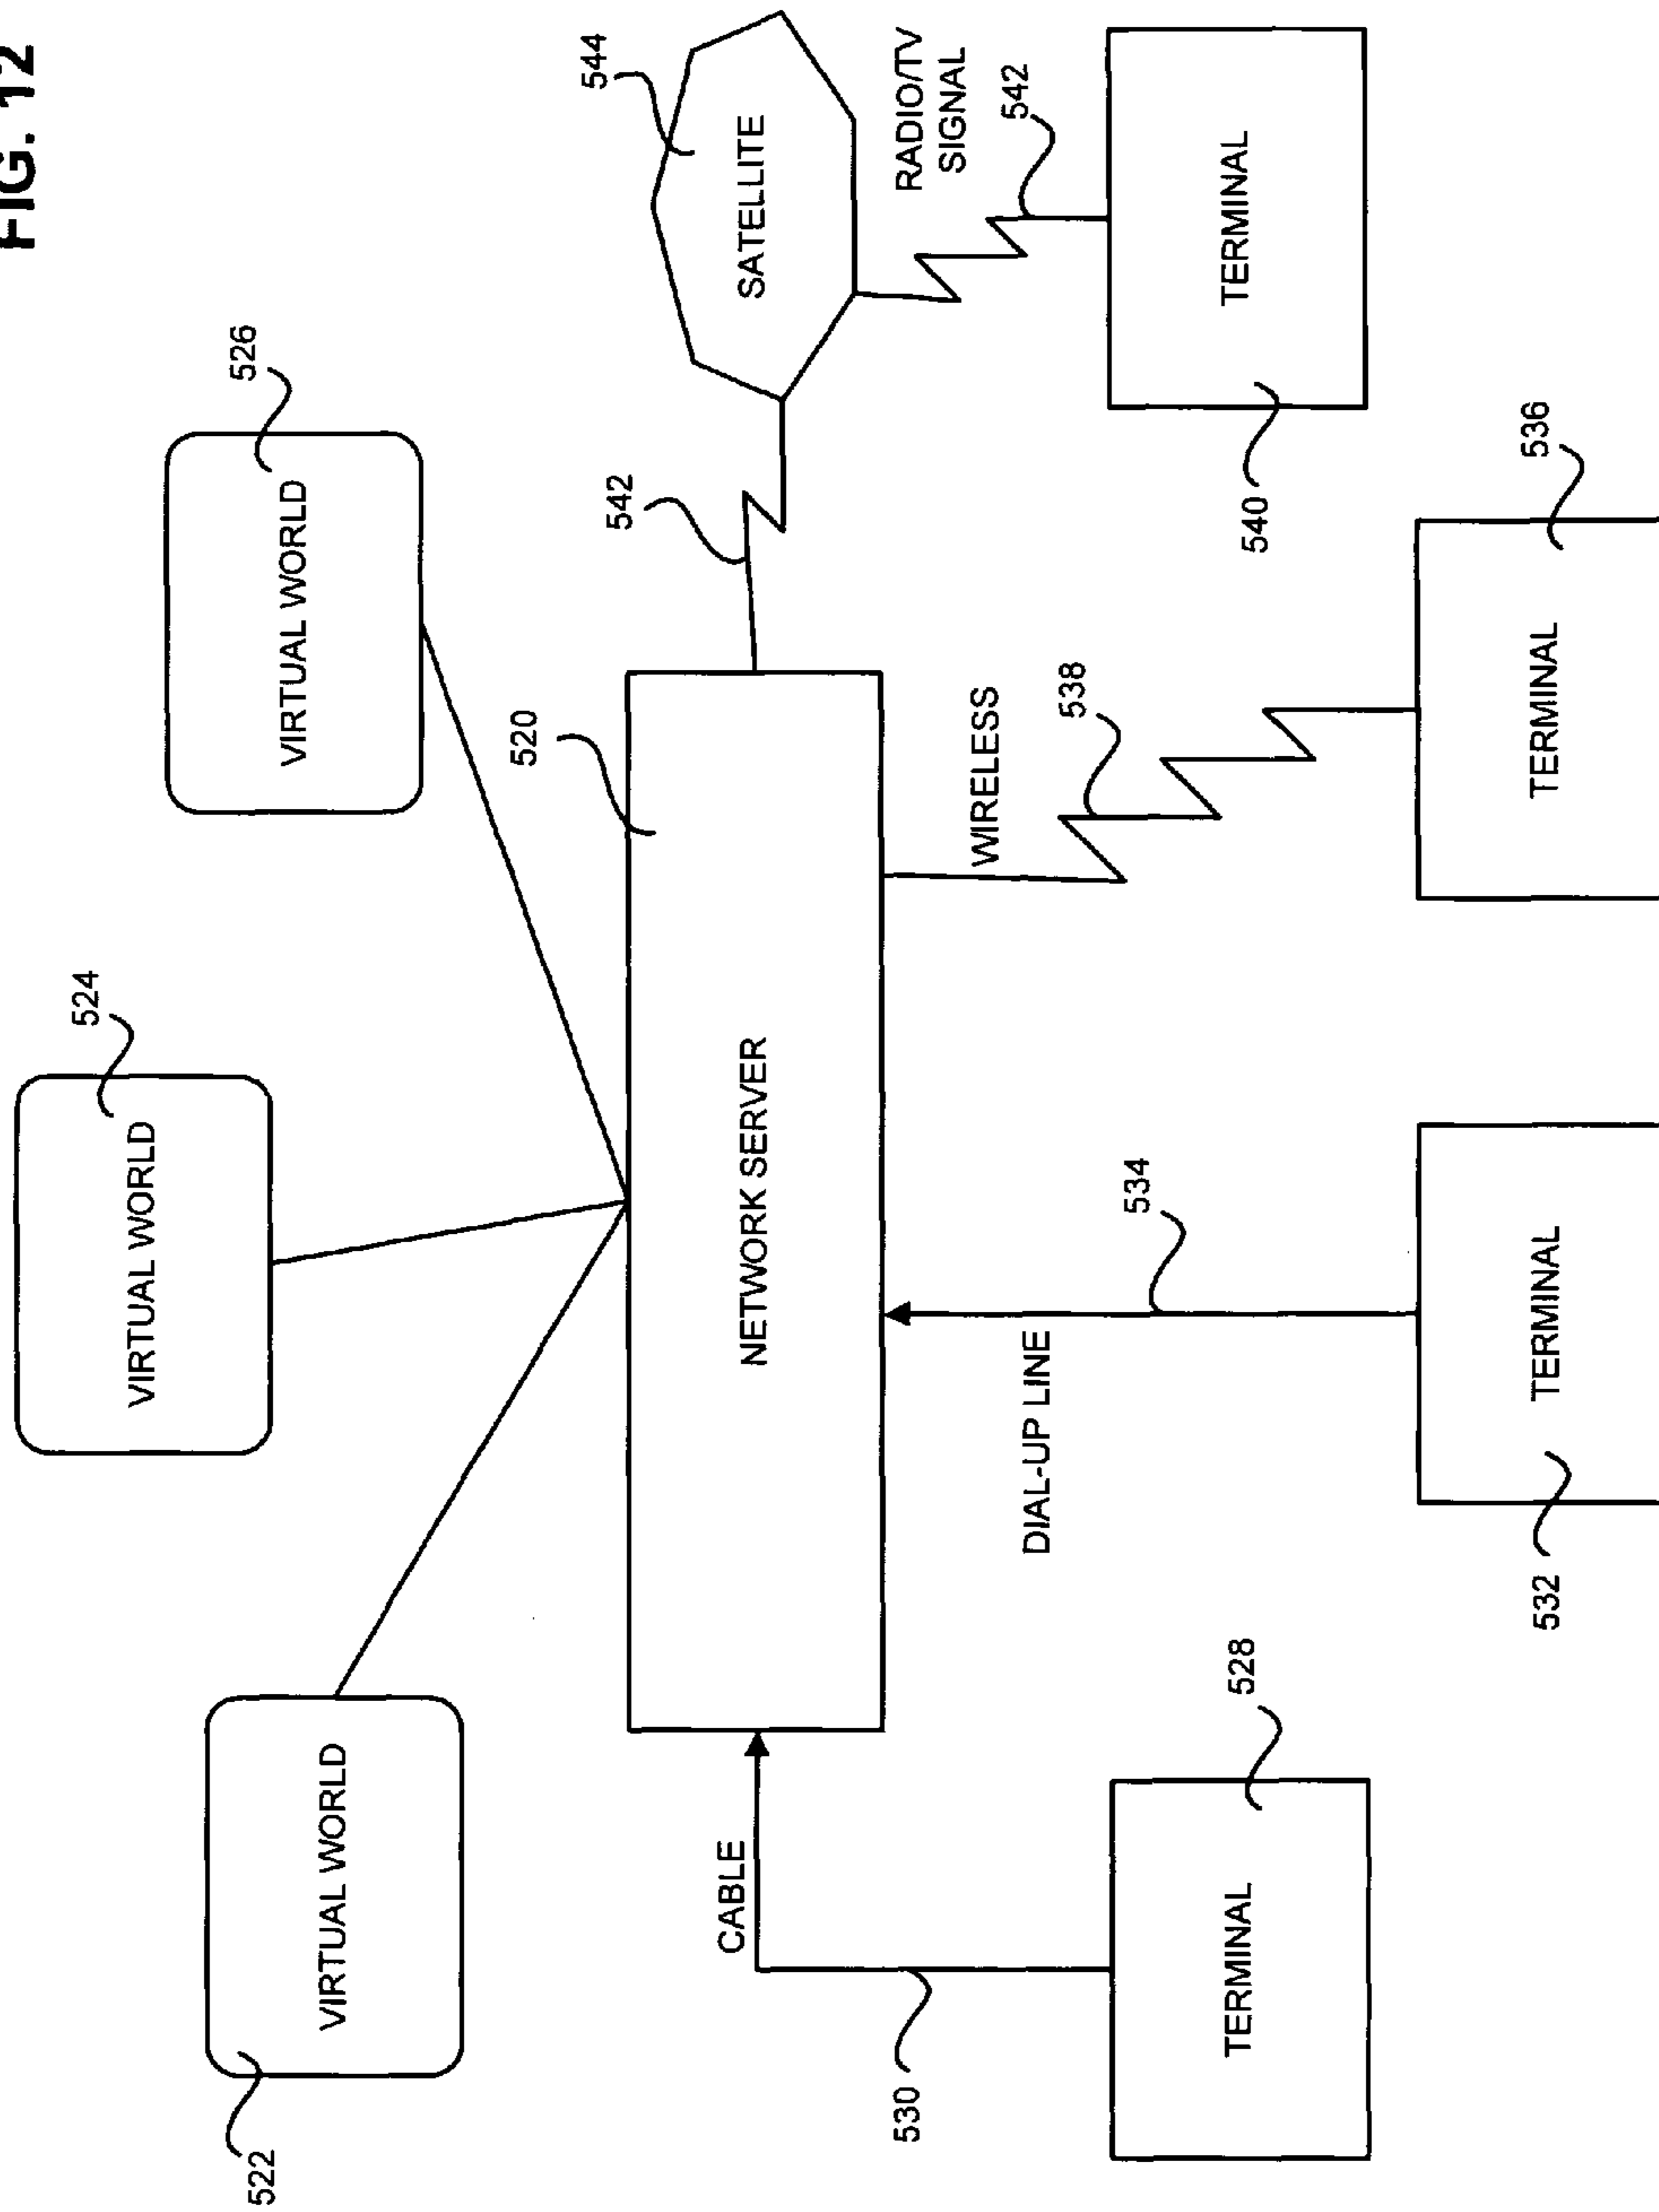 FIG. 12
524
VIRTUAL WORLD
526
VIRTUAL WORLD
522
VIRTUAL WORLD
520
544
SATELLITE
542
NETWORK SERVER
CABLE
RADIO/TV
SIGNAL
542
WIRELESS
538
DIAL-UP LINE
534
530
TERMINAL
528
TERMINAL
540
TERMINAL
532
TERMINAL
536